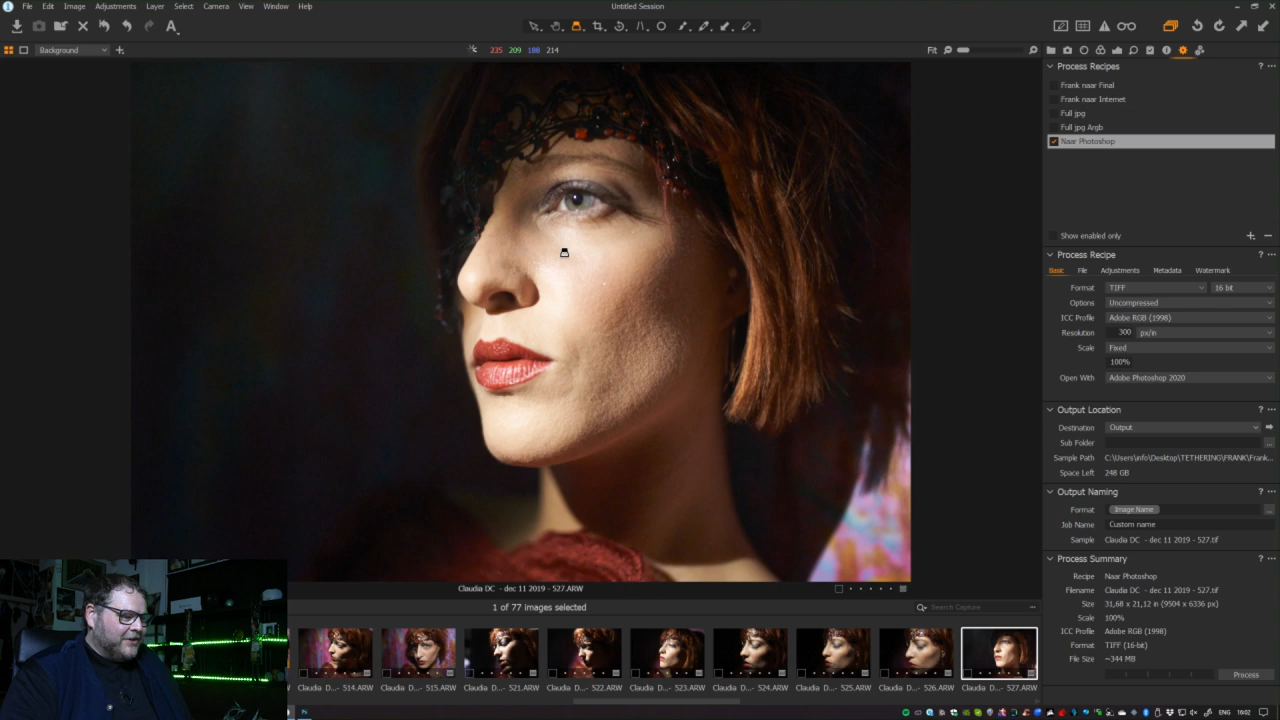 File Edit Image Adjustments Layer Select Camera View Window Help
Untitled Session
Background
235 209 188 214
Fit
Process Recipes
Frank naar Final
Frank naar Internet
Full jpg
Full jpg Argb
Naar Photoshop
Show enabled only
Process Recipe
Basic File Adjustments Metadata Watermark
Format TIFF 16 bit
Options Uncompressed
ICC Profile Adobe RGB (1998)
Resolution 300 px/in
Scale Fixed
100%
Open With Adobe Photoshop 2020
Output Location
Destination Output
Sub Folder
Sample Path C:\Users\info\Desktop\TETHERING\FRANK\Frank...
Space Left 248 GB
Output Naming
Format Image Name
Job Name Custom name
Sample Claudia DC - dec 11 2019 - 527.tif
Process Summary
Recipe Naar Photoshop
Filename Claudia DC - dec 11 2019 - 527.tif
Size 31,68 x 21,12 in (9504 x 6336 px)
Scale 100%
ICC Profile Adobe RGB (1998)
Format TIFF (16-bit)
File Size ~344 MB
Process
Claudia DC - dec 11 2019 - 527.ARW
1 of 77 images selected
Search Capture
Claudia D...- 514.ARW
Claudia D...- 515.ARW
Claudia D...- 521.ARW
Claudia D...- 522.ARW
Claudia D...- 523.ARW
Claudia D...- 524.ARW
Claudia D...- 525.ARW
Claudia D...- 526.ARW
Claudia D...- 527.ARW
ENG 16:02